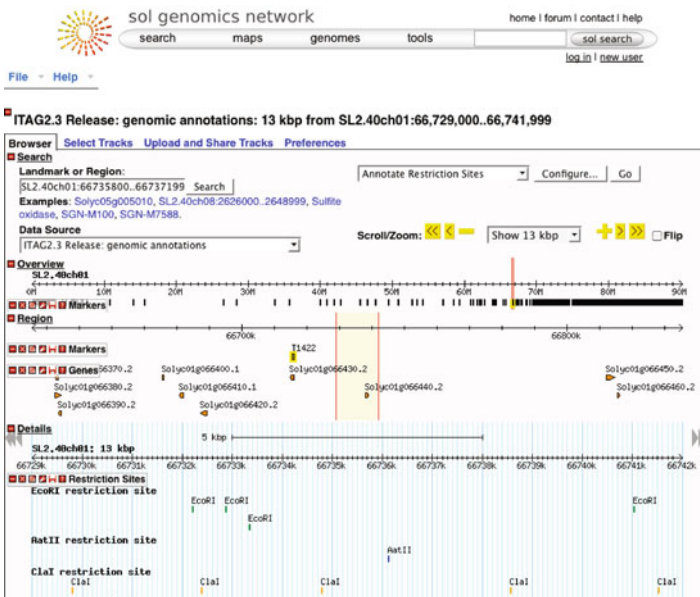 sol genomics network
home | forum | contact | help
search maps genomes tools sol search
log in | new user
File Help
ITAG2.3 Release: genomic annotations: 13 kbp from SL2.40ch01:66,729,000..66,741,999
Browser Select Tracks Upload and Share Tracks Preferences
Search
Landmark or Region:
SL2.40ch01:66735800..66737199 Search
Annotate Restriction Sites Configure... Go
Examples: Solyc05g005010, SL2.40ch08:2626000..2648999, Sulfite
oxidase, SGN-M100, SGN-M7588.
Data Source
ITAG2.3 Release: genomic annotations
Scroll/Zoom: Show 13 kbp Flip
Overview
SL2.40ch01
0M 10M 20M 30M 40M 50M 60M 70M 80M 90M
Markers
Region
66700k 66800k
Markers T1422
Genes 66370.2 Solyc01g066400.1 Solyc01g066430.2 Solyc01g066450.2
Solyc01g066380.2 Solyc01g066410.1 Solyc01g066440.2 Solyc01g066460.2
Solyc01g066390.2 Solyc01g066420.2
Details
5 kbp
SL2.40ch01: 13 kbp
66729k 66730k 66731k 66732k 66733k 66734k 66735k 66736k 66737k 66738k 66739k 66740k 66741k 66742k
Restriction Sites
EcoRI restriction site
EcoRI EcoRI EcoRI
EcoRI
AatII restriction site
AatII
ClaI restriction site
ClaI ClaI ClaI ClaI ClaI